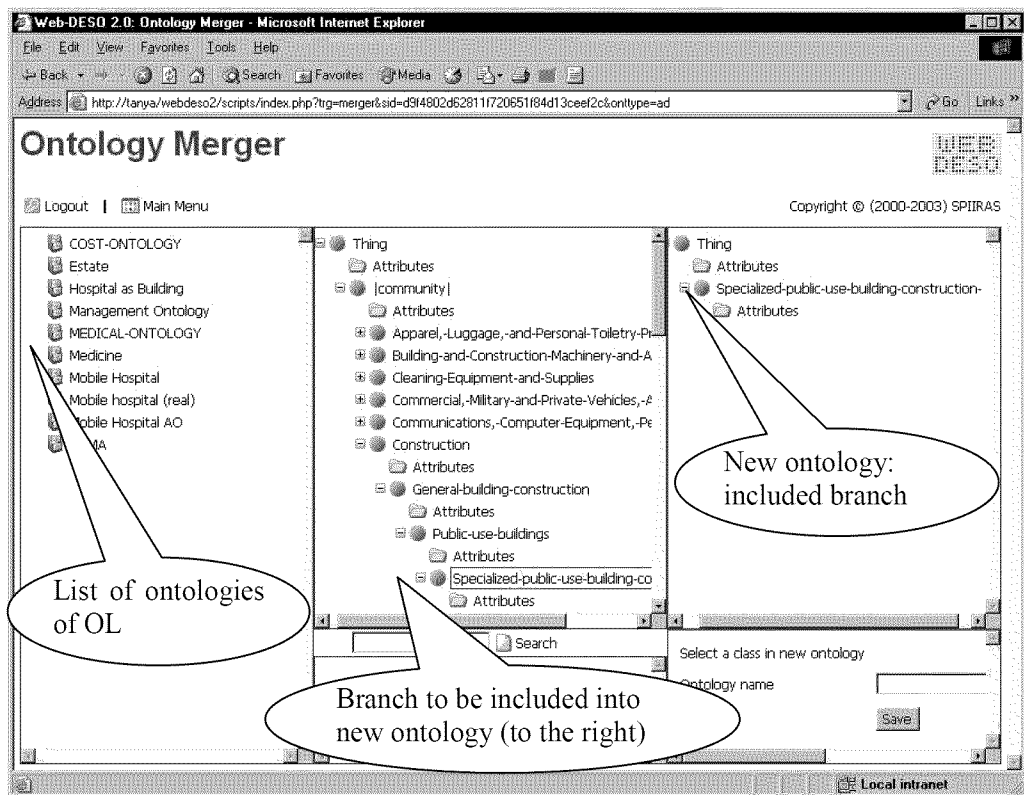 Web-DESO 2.0: Ontology Merger - Microsoft Internet Explorer
File Edit View Favorites Tools Help
Back Search Favorites Media
Address http://tanya/webdeso2/scripts/index.php?trg=merger&sid=d9f4802d62811f720651f84d13ceef2c&onttype=ad Go Links »
Ontology Merger
WEB
DESO
Logout | Main Menu
Copyright © (2000-2003) SPIIRAS
COST-ONTOLOGY
Estate
Hospital as Building
Management Ontology
MEDICAL-ONTOLOGY
Medicine
Mobile Hospital
Mobile hospital (real)
Mobile Hospital AO
Thing
Attributes
|community|
Attributes
Apparel,-Luggage,-and-Personal-Toiletry-Pr
Building-and-Construction-Machinery-and-A
Cleaning-Equipment-and-Supplies
Commercial,-Military-and-Private-Vehicles,-A
Communications,-Computer-Equipment,-Pe
Construction
Attributes
General-building-construction
Attributes
Public-use-buildings
Attributes
Specialized-public-use-building-co
Attributes
Search
Thing
Attributes
Specialized-public-use-building-construction-
Attributes
Select a class in new ontology
Ontology name
Save
List of ontologies
of OL
Branch to be included into
new ontology (to the right)
New ontology:
included branch
Local intranet